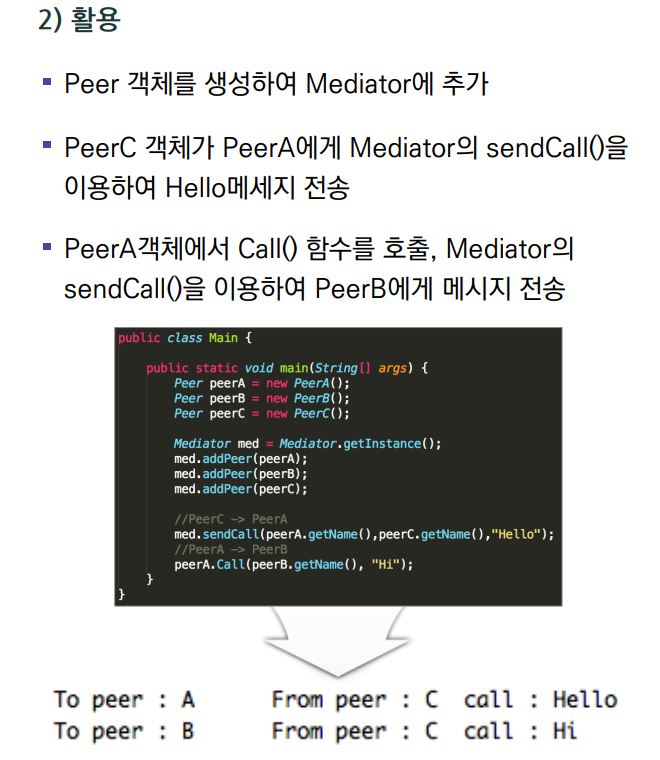 2) 활용
▪ Peer 객체를 생성하여 Mediator에 추가
▪ PeerC 객체가 PeerA에게 Mediator의 sendCall()을
이용하여 Hello메세지 전송
▪ PeerA객체에서 Call() 함수를 호출, Mediator의
sendCall()을 이용하여 PeerB에게 메시지 전송
public class Main {
public static void main(String[] args) {
Peer peerA = new PeerA();
Peer peerB = new PeerB();
Peer peerC = new PeerC();
Mediator med = Mediator.getInstance();
med.addPeer(peerA);
med.addPeer(peerB);
med.addPeer(peerC);
//PeerC -> PeerA
med.sendCall(peerA.getName(),peerC.getName(),"Hello");
//PeerA -> PeerB
peerA.Call(peerB.getName(), "Hi");
}
}
To peer : A From peer : C call : Hello
To peer : B From peer : C call : Hi